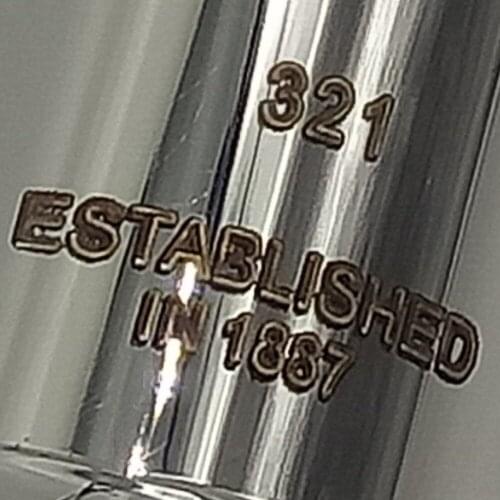 321
ESTABLISHED
IN 1887